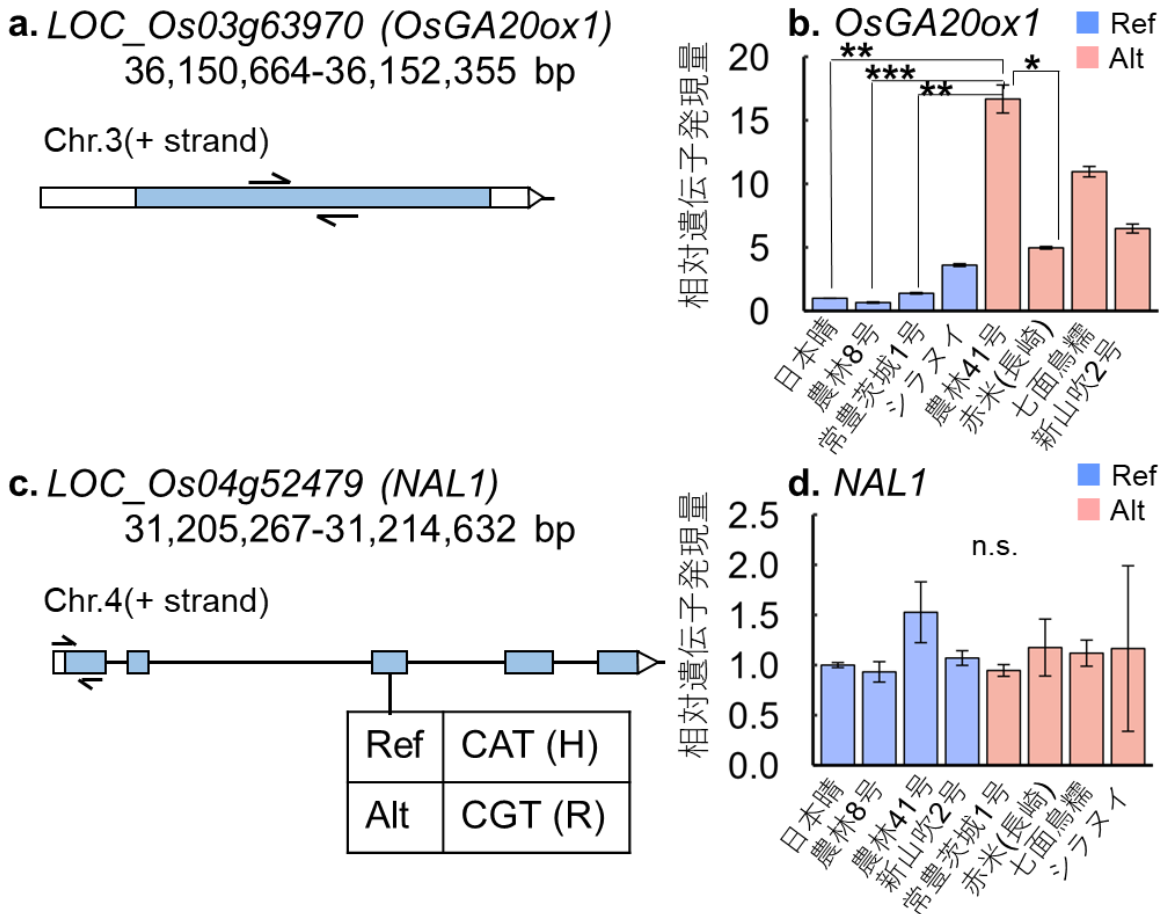 a. LOC_Os03g63970 (OsGA20ox1)
36,150,664-36,152,355 bp
Chr.3(+ strand)
b. OsGA20ox1
Ref
Alt
相対遺伝子発現量
20
15
10
5
0
**
***
**
*
日本晴
農林8号
常豊茨城1号
シラヌイ
農林41号
赤米(長崎)
七面鳥糯
新山吹2号
c. LOC_Os04g52479 (NAL1)
31,205,267-31,214,632 bp
Chr.4(+ strand)
Ref CAT (H)
Alt CGT (R)
d. NAL1
Ref
Alt
相対遺伝子発現量
2.5
2.0
1.5
1.0
0.5
0.0
n.s.
日本晴
農林8号
農林41号
新山吹2号
常豊茨城1号
赤米(長崎)
七面鳥糯
シラヌイ